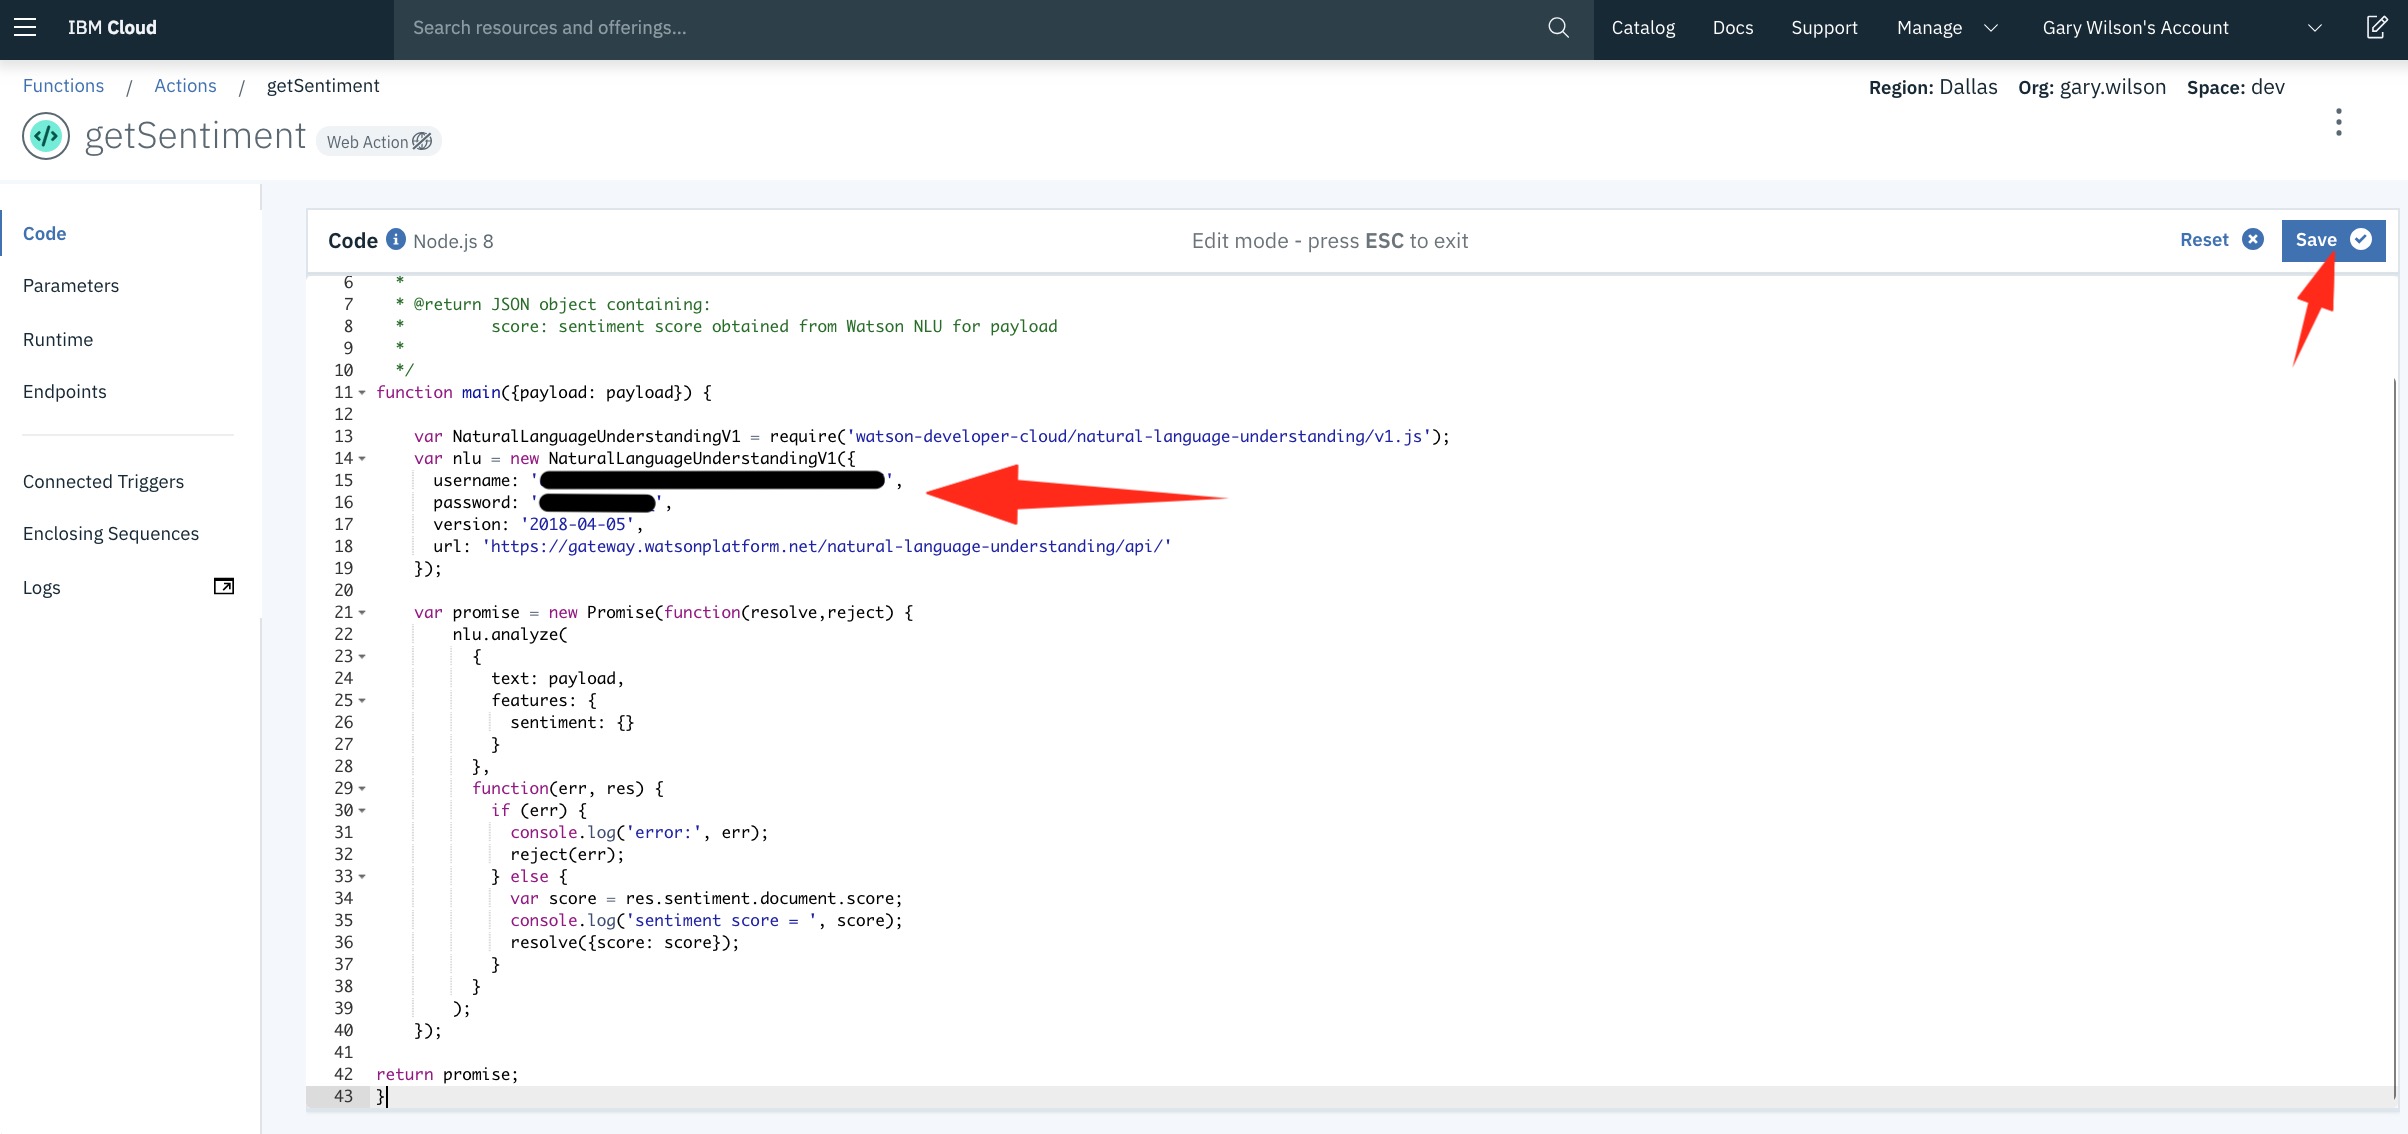 IBM Cloud
Search resources and offerings...
Catalog
Docs
Support
Manage
Gary Wilson's Account
Functions / Actions / getSentiment
Region: Dallas Org: gary.wilson Space: dev
getSentiment
Web Action
Code
Parameters
Runtime
Endpoints
Connected Triggers
Enclosing Sequences
Logs
Code Node.js 8
Edit mode - press ESC to exit
Reset
Save
6 *
7 * @return JSON object containing:
8 * score: sentiment score obtained from Watson NLU for payload
9 *
10 */
11 function main({payload: payload}) {
12
13 var NaturalLanguageUnderstandingV1 = require('watson-developer-cloud/natural-language-understanding/v1.js');
14 var nlu = new NaturalLanguageUnderstandingV1({
15 username: '',
16 password: '',
17 version: '2018-04-05',
18 url: 'https://gateway.watsonplatform.net/natural-language-understanding/api/'
19 });
20
21 var promise = new Promise(function(resolve,reject) {
22 nlu.analyze(
23 {
24 text: payload,
25 features: {
26 sentiment: {}
27 }
28 },
29 function(err, res) {
30 if (err) {
31 console.log('error:', err);
32 reject(err);
33 } else {
34 var score = res.sentiment.document.score;
35 console.log('sentiment score = ', score);
36 resolve({score: score});
37 }
38 }
39 );
40 });
41
42 return promise;
43 }